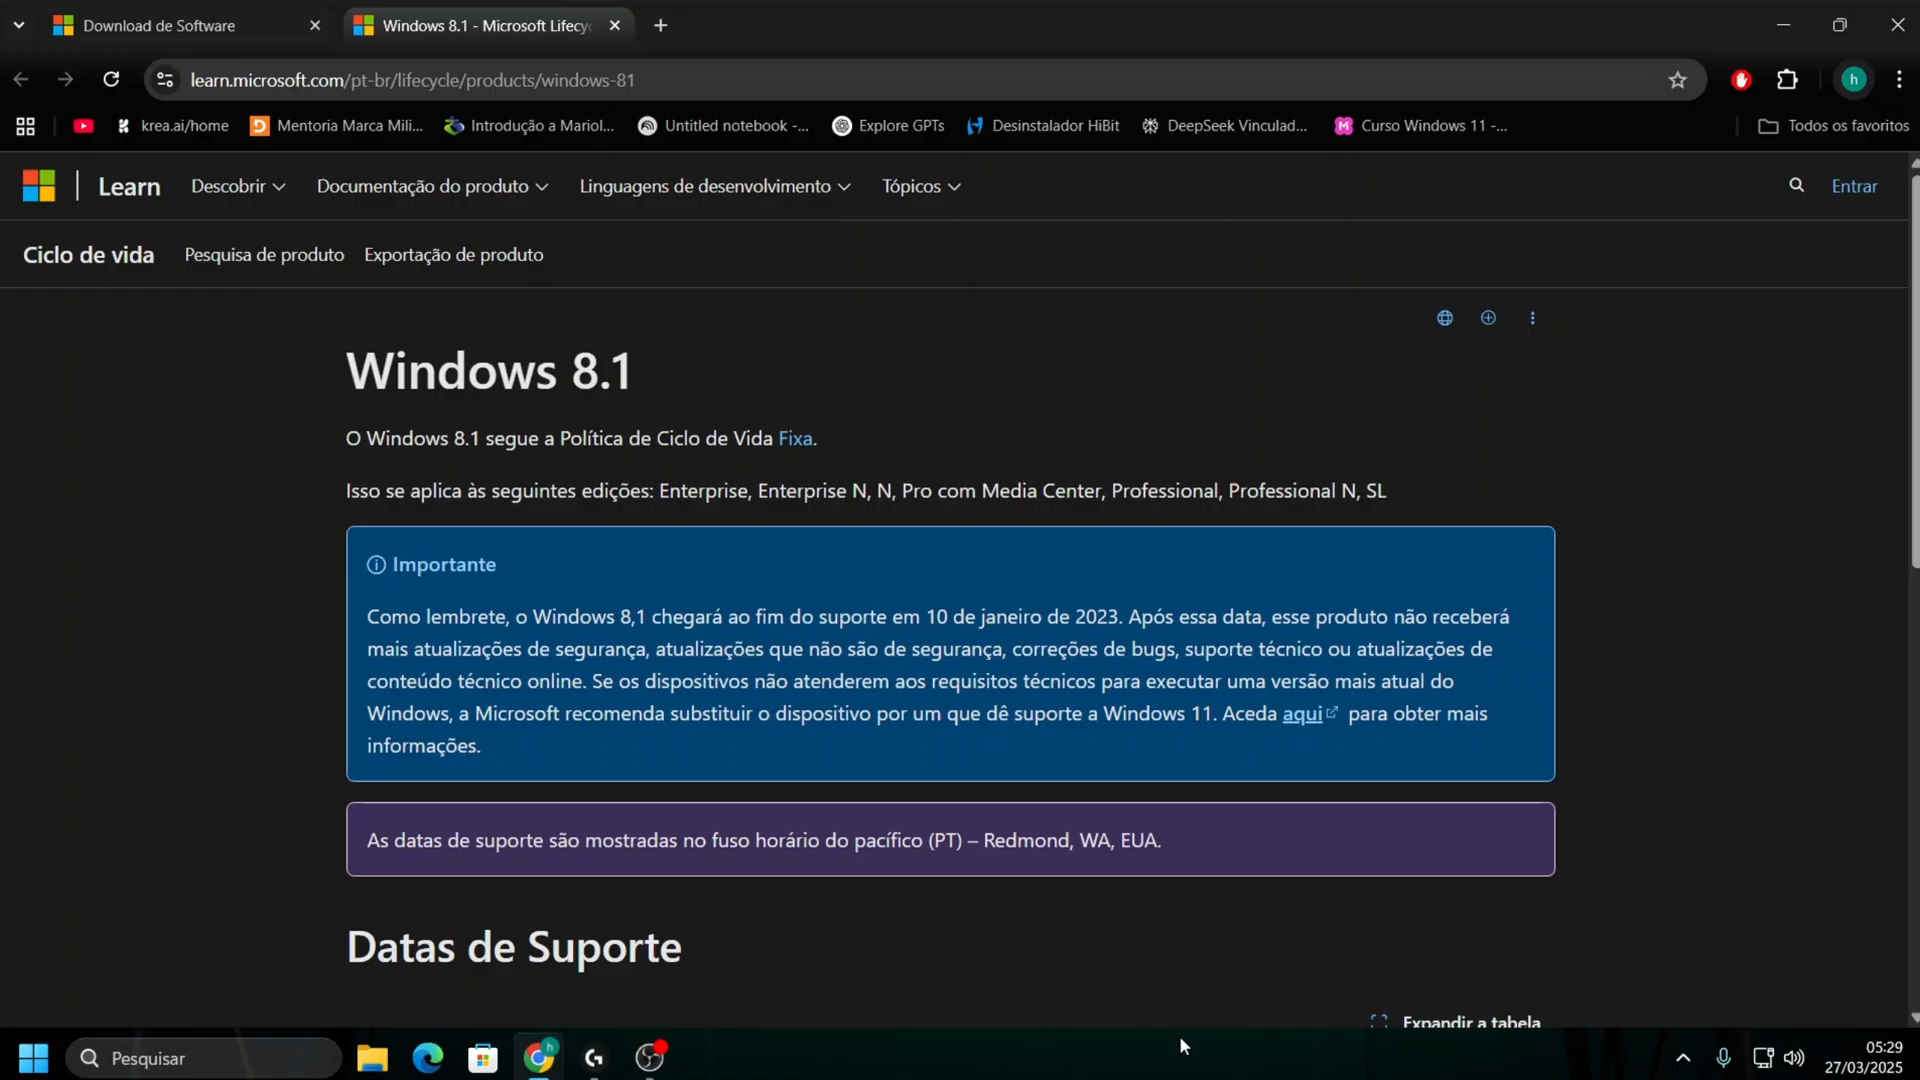 Download de Software
Windows 8.1 - Microsoft Lifecyc
learn.microsoft.com/pt-br/lifecycle/products/windows-81
h
krea.ai/home
Mentoria Marca Mili...
Introdução a Mariol...
Untitled notebook -...
Explore GPTs
Desinstalador HiBit
DeepSeek Vinculad...
Curso Windows 11 -...
Todos os favoritos
Learn
Descobrir
Documentação do produto
Linguagens de desenvolvimento
Tópicos
Entrar
Ciclo de vida
Pesquisa de produto
Exportação de produto
Windows 8.1
O Windows 8.1 segue a Política de Ciclo de Vida Fixa.
Isso se aplica às seguintes edições: Enterprise, Enterprise N, N, Pro com Media Center, Professional, Professional N, SL
Importante
Como lembrete, o Windows 8,1 chegará ao fim do suporte em 10 de janeiro de 2023. Após essa data, esse produto não receberá
mais atualizações de segurança, atualizações que não são de segurança, correções de bugs, suporte técnico ou atualizações de
conteúdo técnico online. Se os dispositivos não atenderem aos requisitos técnicos para executar uma versão mais atual do
Windows, a Microsoft recomenda substituir o dispositivo por um que dê suporte a Windows 11. Aceda aqui para obter mais
informações.
As datas de suporte são mostradas no fuso horário do pacífico (PT) – Redmond, WA, EUA.
Datas de Suporte
Expandir a tabela
Pesquisar
h
05:29
27/03/2025